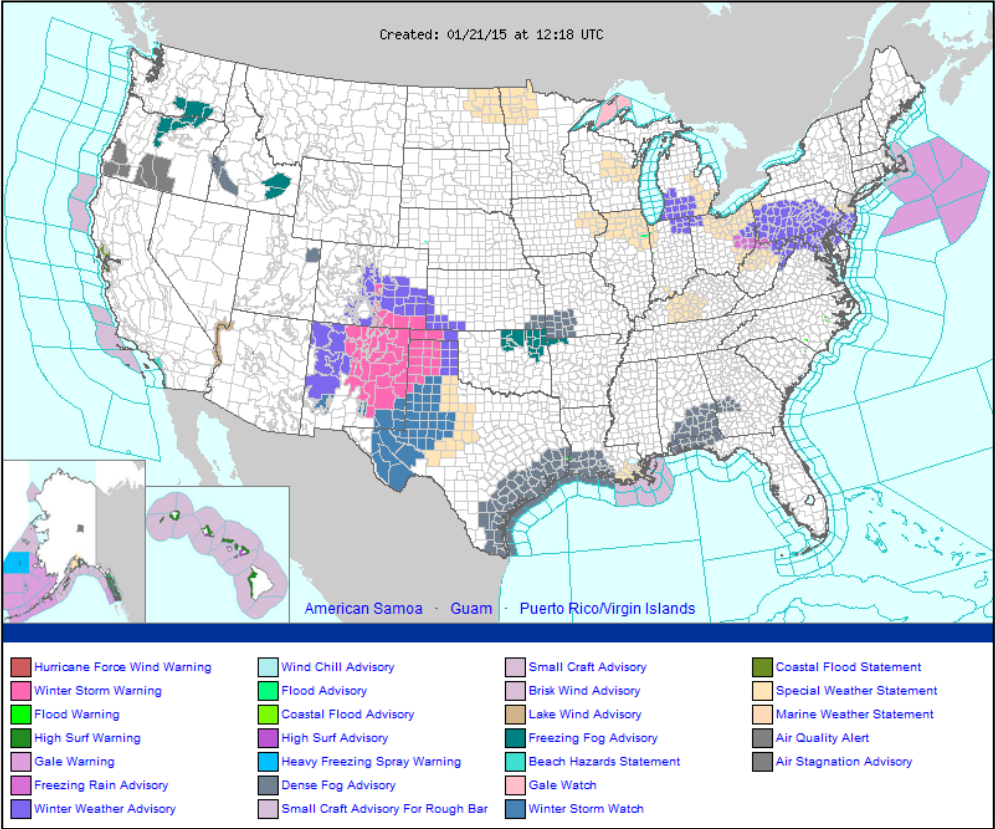 Created: 01/21/15 at 12:18 UTC
American Samoa · Guam · Puerto Rico/Virgin Islands
Hurricane Force Wind Warning
Winter Storm Warning
Flood Warning
High Surf Warning
Gale Warning
Freezing Rain Advisory
Winter Weather Advisory
Wind Chill Advisory
Flood Advisory
Coastal Flood Advisory
High Surf Advisory
Heavy Freezing Spray Warning
Dense Fog Advisory
Small Craft Advisory For Rough Bar
Small Craft Advisory
Brisk Wind Advisory
Lake Wind Advisory
Freezing Fog Advisory
Beach Hazards Statement
Gale Watch
Winter Storm Watch
Coastal Flood Statement
Special Weather Statement
Marine Weather Statement
Air Quality Alert
Air Stagnation Advisory